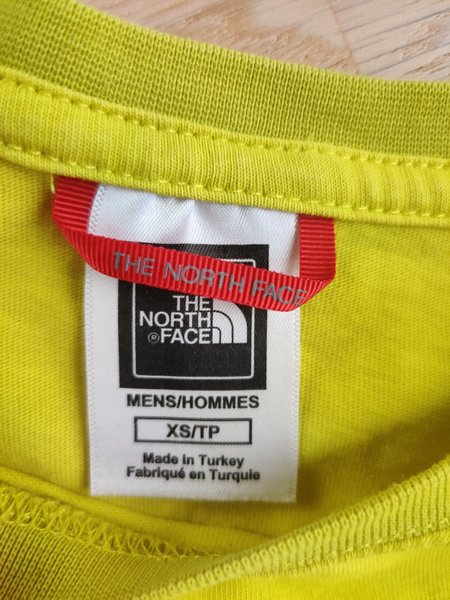 THE NORTH FACE
THE
NORTH
FACE
®
MENS/HOMMES
XS/TP
Made in Turkey
Fabriqué en Turquie